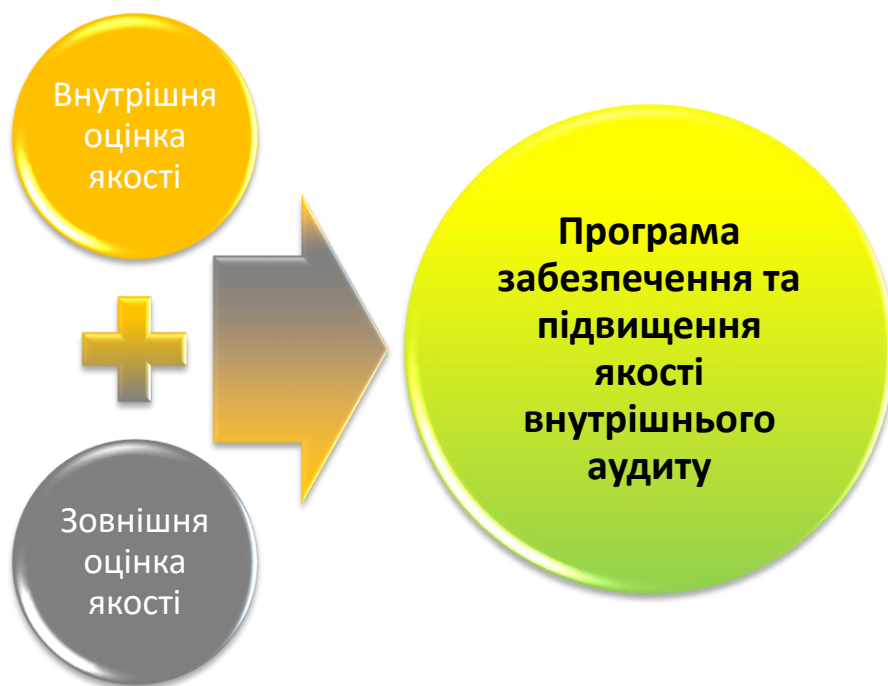 Внутрішня
оцінка
якості
Зовнішня
оцінка
якості
Програма
забезпечення та
підвищення
якості
внутрішнього
аудиту